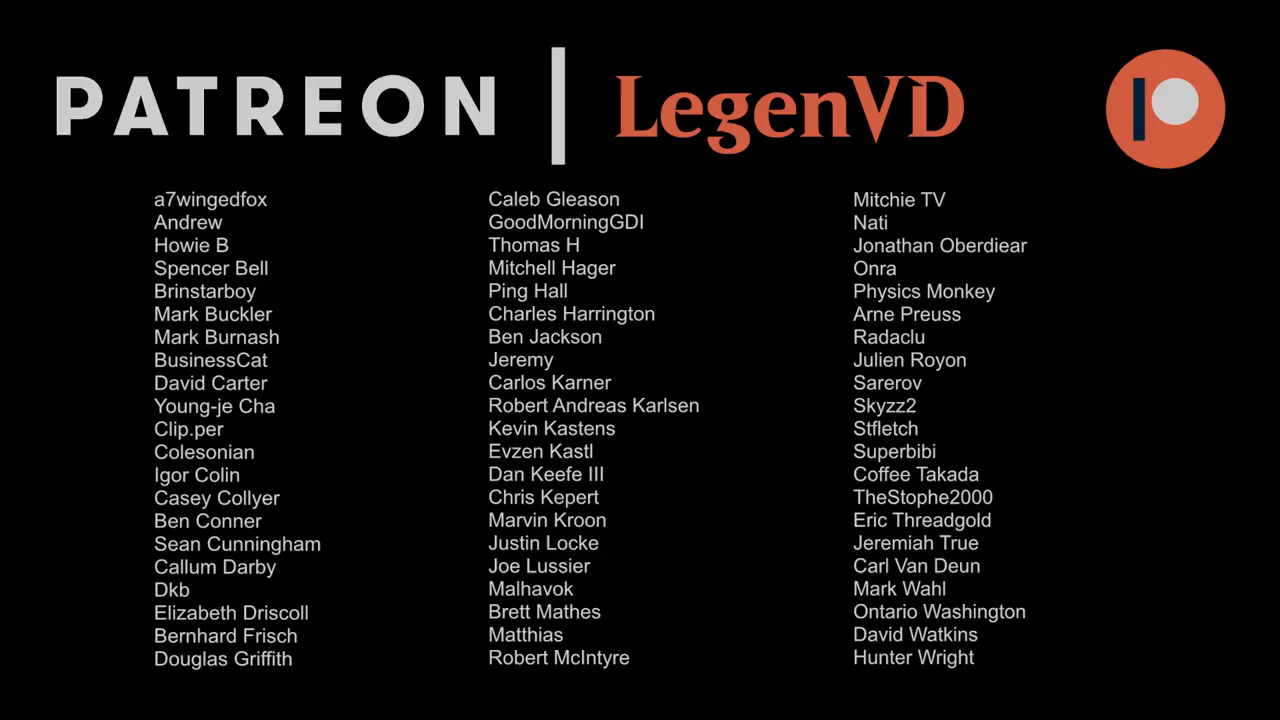 PATREON | LegenVD
a7wingedfox
Andrew
Howie B
Spencer Bell
Brinstarboy
Mark Buckler
Mark Burnash
BusinessCat
David Carter
Young-je Cha
Clip.per
Colesonian
Igor Colin
Casey Collyer
Ben Conner
Sean Cunningham
Callum Darby
Dkb
Elizabeth Driscoll
Bernhard Frisch
Douglas Griffith
Caleb Gleason
GoodMorningGDI
Thomas H
Mitchell Hager
Ping Hall
Charles Harrington
Ben Jackson
Jeremy
Carlos Karner
Robert Andreas Karlsen
Kevin Kastens
Evzen Kastl
Dan Keefe III
Chris Kepert
Marvin Kroon
Justin Locke
Joe Lussier
Malhavok
Brett Mathes
Matthias
Robert McIntyre
Mitchie TV
Nati
Jonathan Oberdiear
Onra
Physics Monkey
Arne Preuss
Radaclu
Julien Royon
Sarerov
Skyzz2
Stfletch
Superbibi
Coffee Takada
TheStophe2000
Eric Threadgold
Jeremiah True
Carl Van Deun
Mark Wahl
Ontario Washington
David Watkins
Hunter Wright